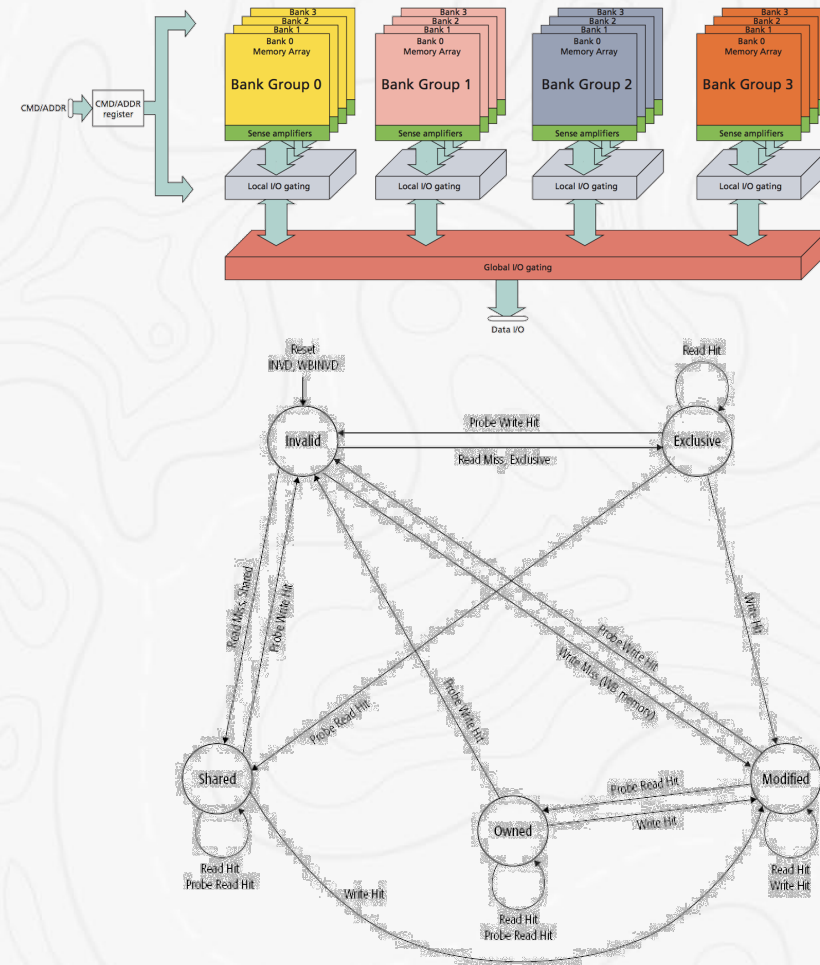 Bank 3
Bank 2
Bank 1
Bank 0
Memory Array
Bank Group 0
Sense amplifiers
Bank 3
Bank 2
Bank 1
Bank 0
Memory Array
Bank Group 1
Sense amplifiers
Bank 3
Bank 2
Bank 1
Bank 0
Memory Array
Bank Group 2
Sense amplifiers
Bank 3
Bank 2
Bank 1
Bank 0
Memory Array
Bank Group 3
Sense amplifiers
CMD/ADDR
CMD/ADDR
register
Local I/O gating
Local I/O gating
Local I/O gating
Local I/O gating
Global I/O gating
Data I/O
Reset
INVD, WBINVD
Read Hit
Invalid
Probe Write Hit
Read Miss, Exclusive
Exclusive
Read Miss, Shared
Probe Write Hit
Probe Read Hit
Probe Write Hit
Probe Write Hit
Write Miss (WB memory)
Write Hit
Shared
Read Hit
Probe Read Hit
Owned
Read Hit
Probe Read Hit
Probe Read Hit
Write Hit
Modified
Read Hit
Write Hit
Write Hit